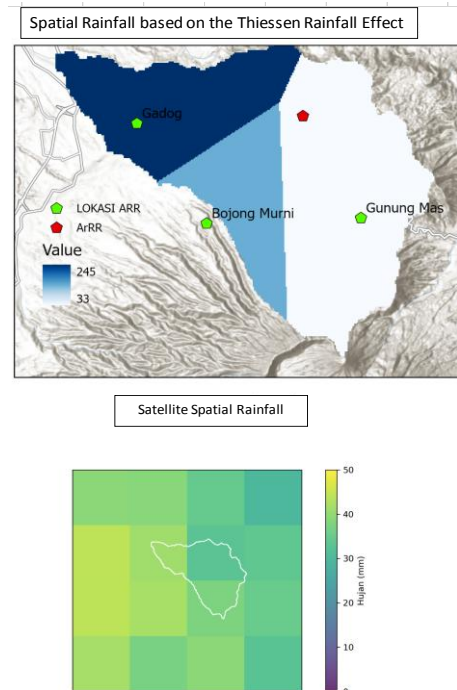 Spatial Rainfall based on the Thiessen Rainfall Effect
Gadog
LOKASI ARR
ArRR
Bojong Murni
Gunung Mas
Value
245
33
Satellite Spatial Rainfall
50
40
30
20
10
0
Hujan (mm)